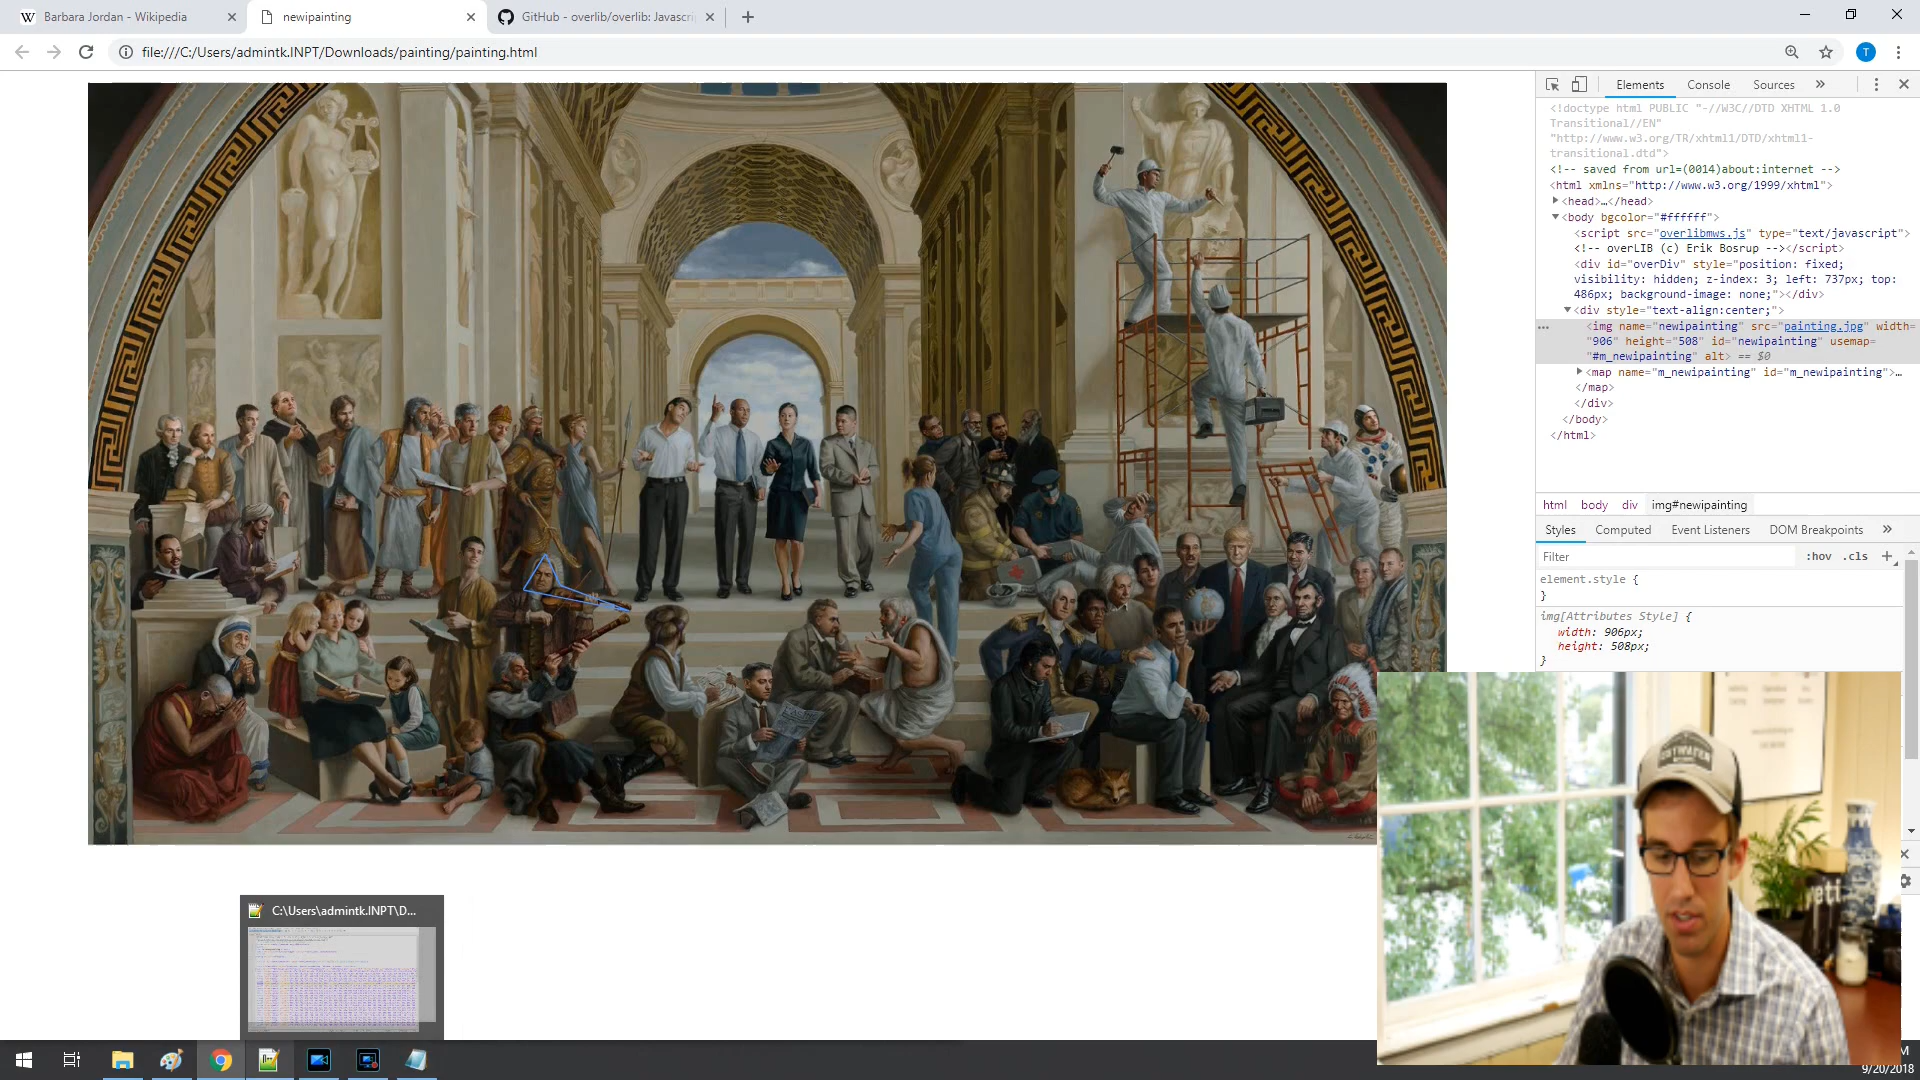 Barbara Jordan - Wikipedia
newipainting
GitHub - overlib/overlib: Javascri
file:///C:/Users/admintk.INPT/Downloads/painting/painting.html
T
Elements
Console
Sources
<!doctype html PUBLIC "-//W3C//DTD XHTML 1.0
Transitional//EN"
"http://www.w3.org/TR/xhtml1/DTD/xhtml1-
transitional.dtd">
<!-- saved from url=(0014)about:internet -->
<html xmlns="http://www.w3.org/1999/xhtml">
<head>…</head>
<body bgcolor="#ffffff">
<script src="overlibmws.js" type="text/javascript">
<!-- overLIB (c) Erik Bosrup --></script>
<div id="overDiv" style="position: fixed;
visibility: hidden; z-index: 3; left: 737px; top:
486px; background-image: none;"></div>
<div style="text-align:center;">
<img name="newipainting" src="painting.jpg" width=
"906" height="508" id="newipainting" usemap=
"#m_newipainting" alt> == $0
<map name="m_newipainting" id="m_newipainting">…
</map>
</div>
</body>
</html>
html body div img#newipainting
Styles
Computed
Event Listeners
DOM Breakpoints
Filter
:hov .cls +
element.style {
}
img[Attributes Style] {
width: 906px;
height: 508px;
}
C:\Users\admintk.INPT\D...
9/20/2018